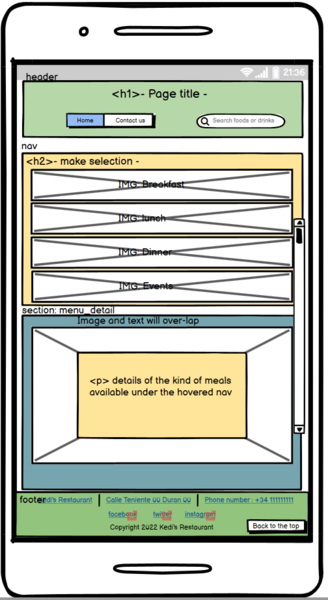 21:36
header
<h1>- Page title -
Home Contact us Search foods or drinks
nav
<h2>- make selection -
IMG: Breakfast
IMG: lunch
IMG: Dinner
IMG: Events
section: menu_detail
Image and text will over-lap
<p> details of the kind of meals
available under the hovered nav
footer Kedi's Restaurant Calle Teniente Duran Phone number : +34 111111111
facebook twitter instagram
Copyright 2022 Kedi's Restaurant
Back to the top